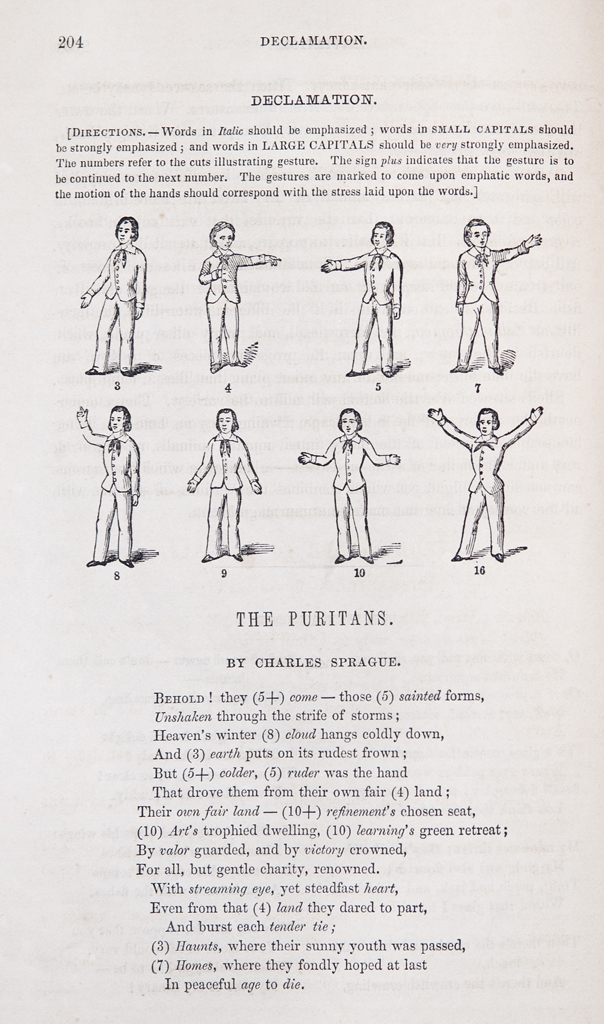 204
DECLAMATION.
DECLAMATION.
[DIRECTIONS. — Words in Italic should be emphasized ; words in SMALL CAPITALS should
be strongly emphasized ; and words in LARGE CAPITALS should be very strongly emphasized.
The numbers refer to the cuts illustrating gesture. The sign plus indicates that the gesture is to
be continued to the next number. The gestures are marked to come upon emphatic words, and
the motion of the hands should correspond with the stress laid upon the words.]
3 4 5 7
8 9 10 16
THE PURITANS.
BY CHARLES SPRAGUE.
BEHOLD ! they (5+) come — those (5) sainted forms,
Unshaken through the strife of storms ;
Heaven's winter (8) cloud hangs coldly down,
And (3) earth puts on its rudest frown ;
But (5+) colder, (5) ruder was the hand
That drove them from their own fair (4) land ;
Their own fair land — (10+) refinement's chosen seat,
(10) Art's trophied dwelling, (10) learning's green retreat ;
By valor guarded, and by victory crowned,
For all, but gentle charity, renowned.
With streaming eye, yet steadfast heart,
Even from that (4) land they dared to part,
And burst each tender tie ;
(3) Haunts, where their sunny youth was passed,
(7) Homes, where they fondly hoped at last
In peaceful age to die.